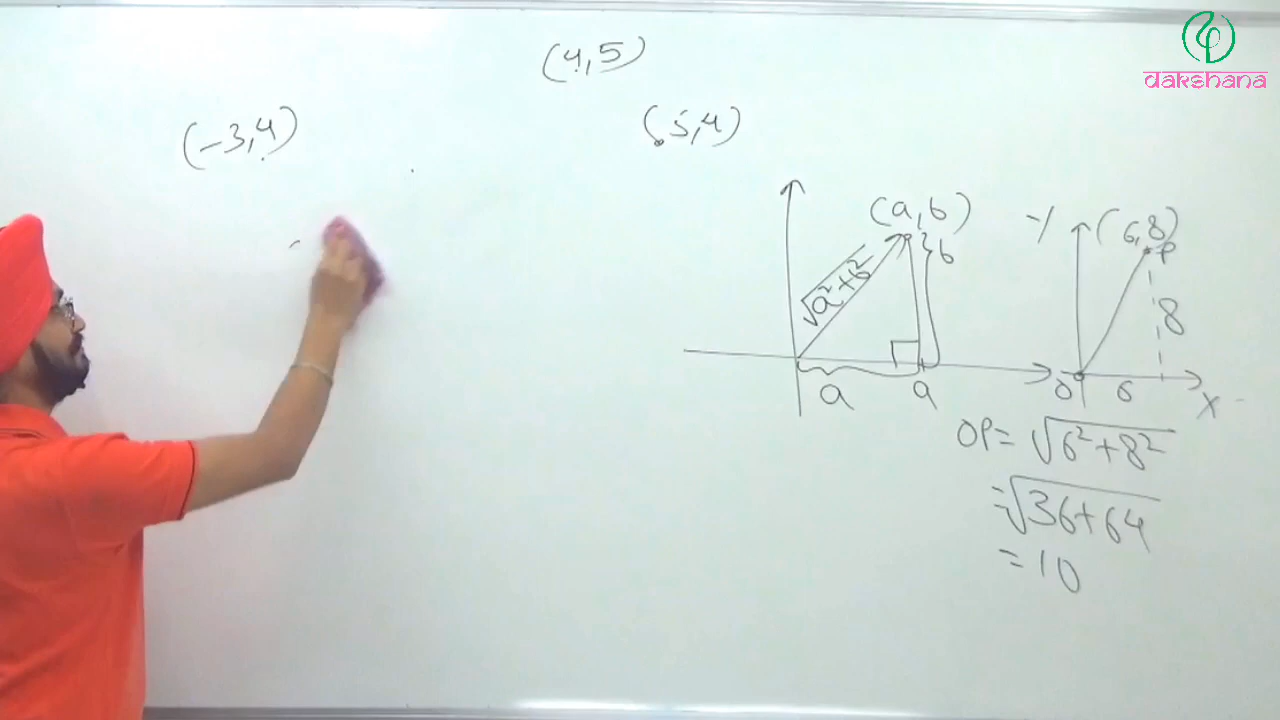 dakshana
(4,5)
(-3,4)
(5,4)
(a,b)
√a²+b²
b
a
a
Y
(6,8)
P
8
O
6
X
OP= √6²+8²
=√36+64
=10